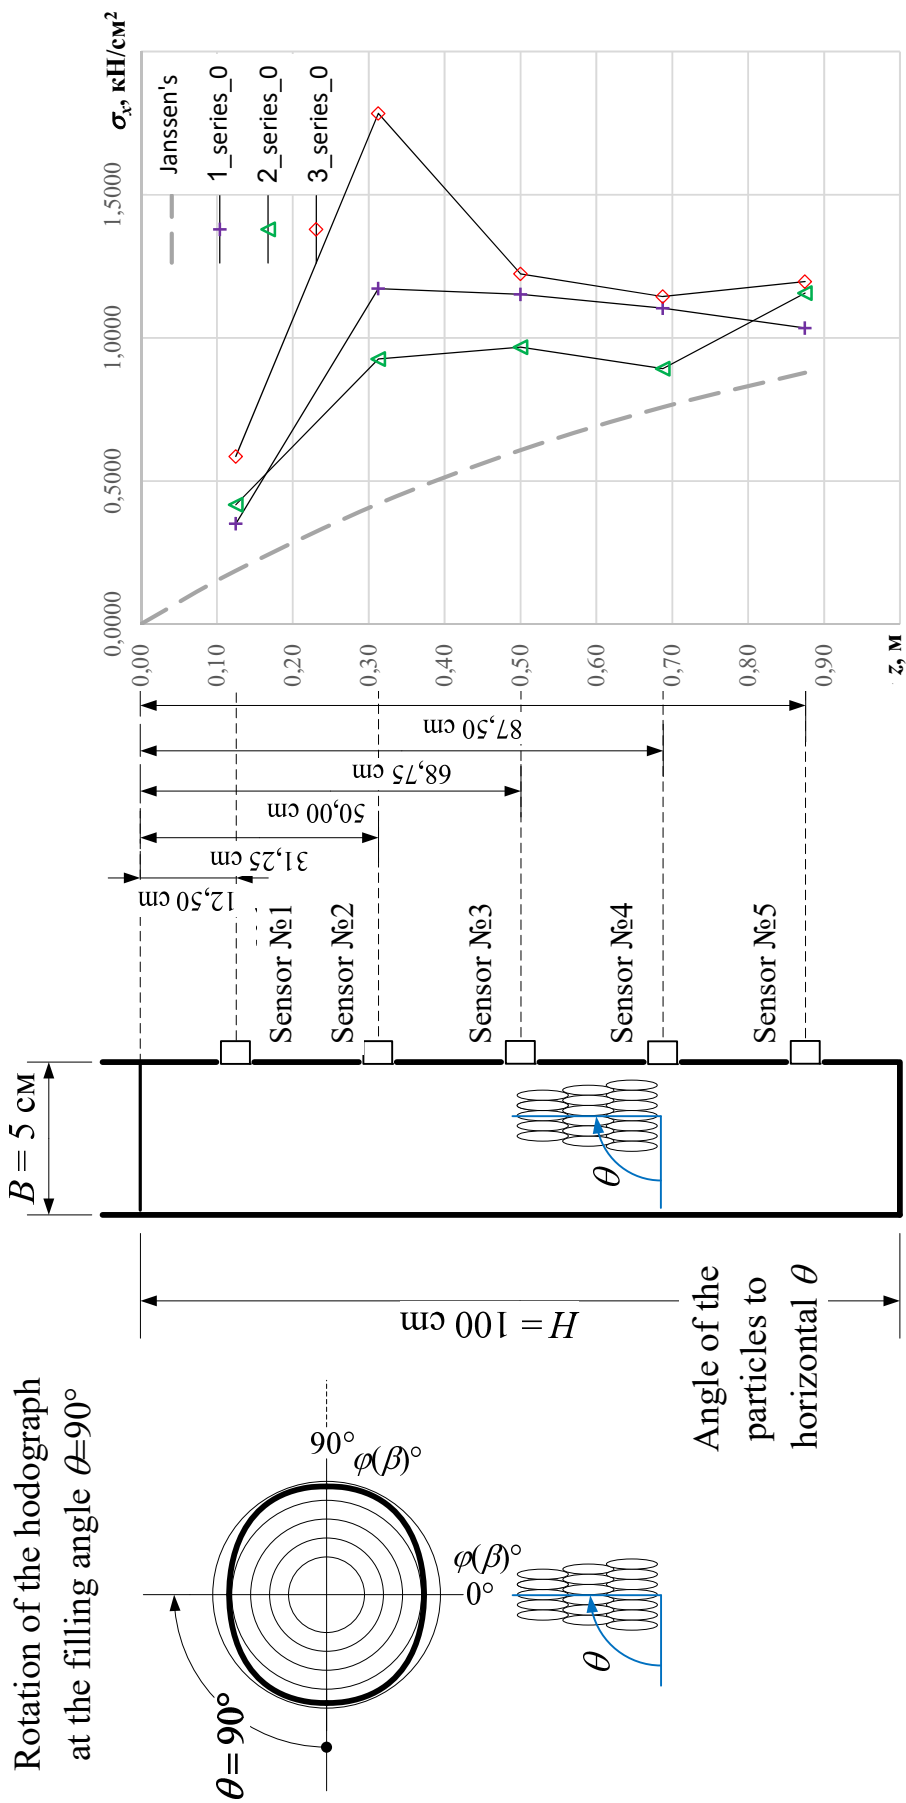 Rotation of the hodograph
at the filling angle θ=90°
θ = 90°
90°
φ(β)°
φ(β)°
0°
θ
H = 100 cm
Angle of the
particles to
horizontal θ
B = 5 см
θ
Sensor №1
Sensor №2
Sensor №3
Sensor №4
Sensor №5
12,50 cm
31,25 cm
50,00 cm
68,75 cm
87,50 cm
σx, кН/см²
0,0000
0,5000
1,0000
1,5000
0,00
0,10
0,20
0,30
0,40
0,50
0,60
0,70
0,80
0,90
z, м
Janssen's
1_series_0
2_series_0
3_series_0